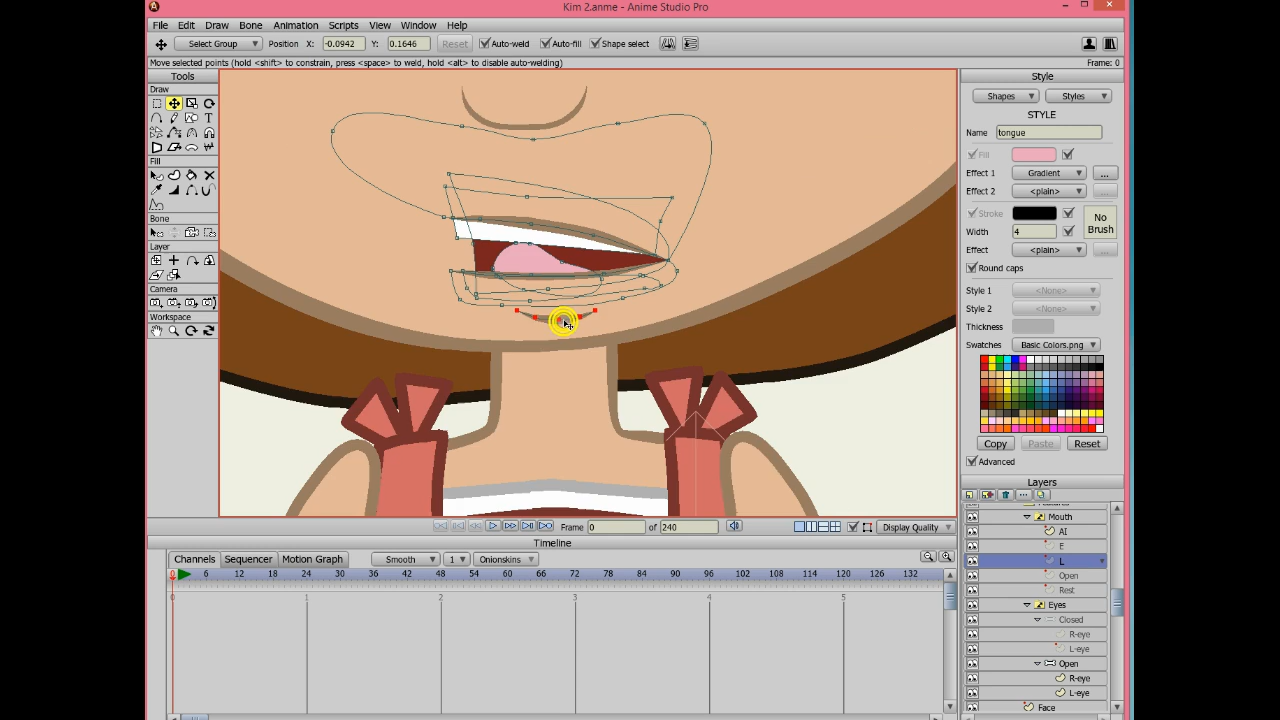 Kim 2.anme - Anime Studio Pro
File Edit Draw Bone Animation Scripts View Window Help
Select Group Position X: -0.0942 Y: 0.1646 Reset Auto-weld Auto-fill Shape select
Move selected points (hold <shift> to constrain, press <space> to weld, hold <alt> to disable auto-welding) Frame: 0
Tools
Draw
Fill
Bone
Layer
Camera
Window
Style
Shapes Styles
STYLE
Name tongue
Fill
Effect 1 Gradient ...
Effect 2 <plain> ...
Stroke No Brush
Width 4
Effect <plain> ...
Round caps
Style 1 <None>
Style 2 <None>
Thickness
Swatches Basic Colors.png
Copy Paste Reset
Advanced
Layers
Mouth
AI
E
L
Open
Rest
Eyes
Closed
R-eye
L-eye
Open
R-eye
L-eye
Face
Frame 0 of 240 Display Quality
Timeline
Channels Sequencer Motion Graph Smooth 1 Onionskins
0 6 12 18 24 30 36 42 48 54 60 66 72 78 84 90 96 102 108 114 120 126 132
0 1 2 3 4 5